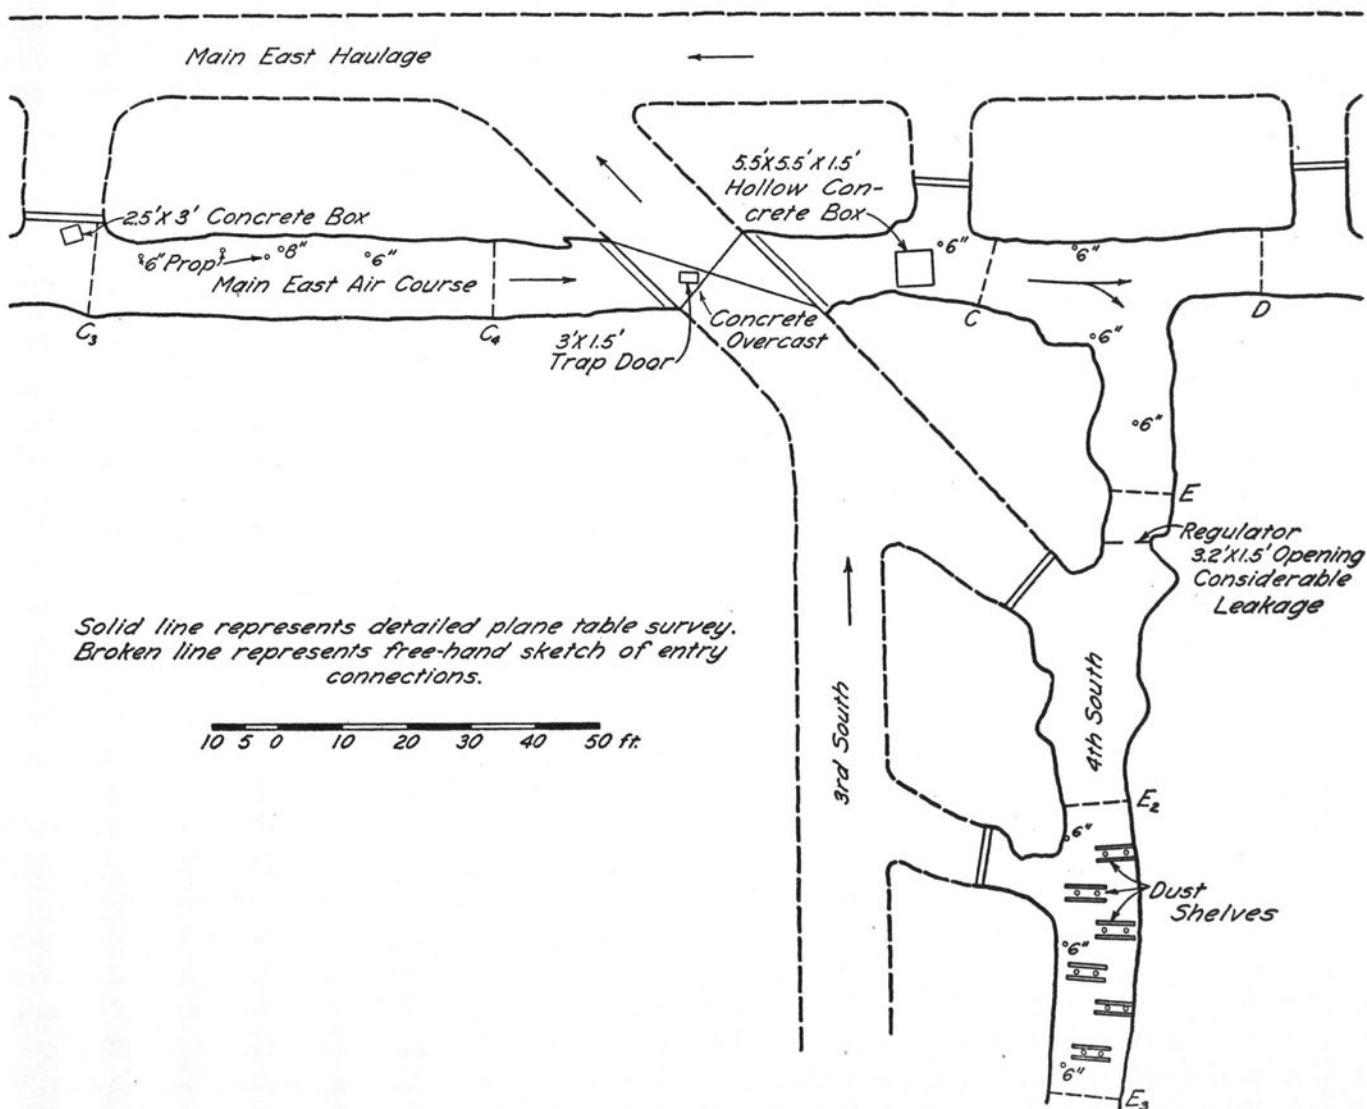 Main East Haulage
5.5'X5.5'X1.5'
Hollow Con-
crete Box
2.5'X3' Concrete Box
6" Prop
8"
6"
Main East Air Course
6"
6"
C₃
C₄
3'X1.5'
Trap Door
Concrete
Overcast
C
D
6"
6"
E
Regulator
3.2'X1.5' Opening
Considerable
Leakage
Solid line represents detailed plane table survey.
Broken line represents free-hand sketch of entry
connections.
10 5 0 10 20 30 40 50 ft.
3rd South
4th South
E₂
6"
Dust
Shelves
6"
6"
E₃